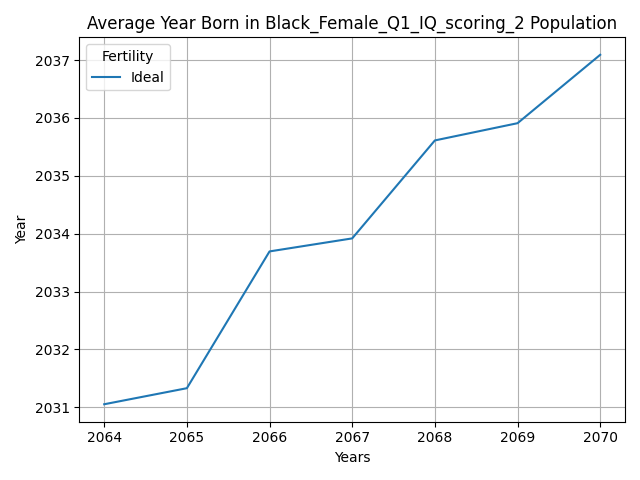 Average Year Born in Black_Female_Q1_IQ_scoring_2 Population
Fertility
Ideal
2037
2036
2035
2034
2033
2032
2031
Year
2064 2065 2066 2067 2068 2069 2070
Years